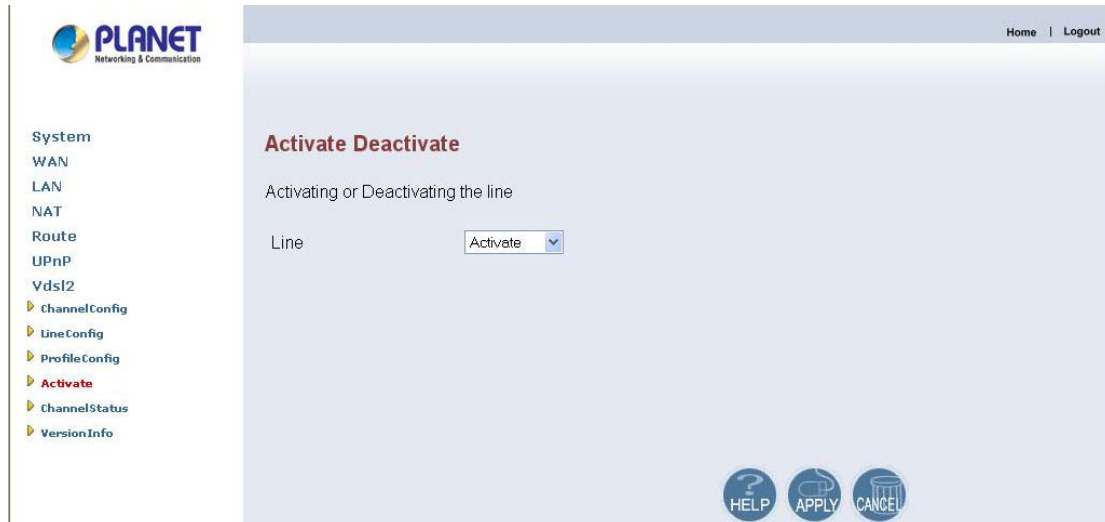 PLANET
Networking & Communication
Home | Logout
System
WAN
LAN
NAT
Route
UPnP
Vdsl2
ChannelConfig
LineConfig
ProfileConfig
Activate
ChannelStatus
VersionInfo
Activate Deactivate
Activating or Deactivating the line
Line Activate
HELP APPLY CANCEL